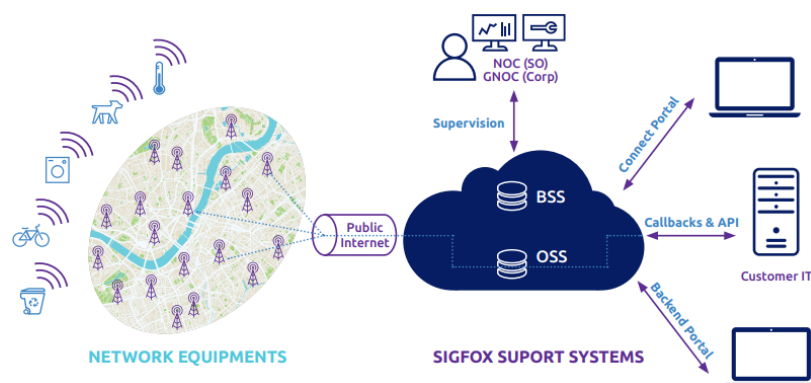 NOC (SO)
GNOC (Corp)
Supervision
Connect Portal
BSS
Public
Internet
Callbacks & API
OSS
Customer IT
Backend Portal
NETWORK EQUIPMENTS
SIGFOX SUPORT SYSTEMS